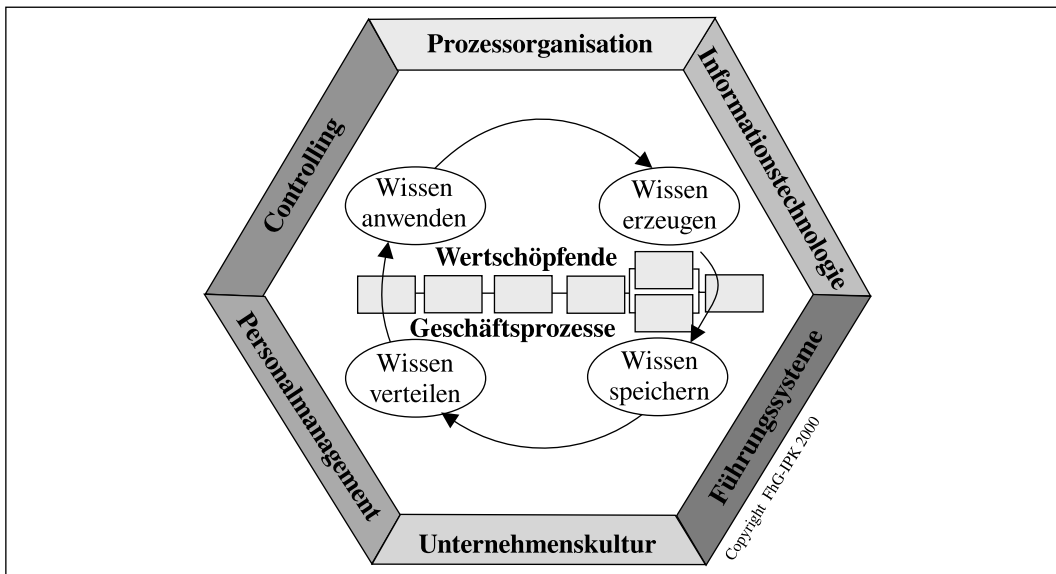 Prozessorganisation
Informationstechnologie
Controlling
Wissen
anwenden
Wissen
erzeugen
Wertschöpfende
Geschäftsprozesse
Wissen
verteilen
Wissen
speichern
Personalmanagement
Führungssysteme
Unternehmenskultur
Copyright FhG-IPK 2000